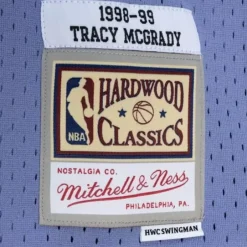 1998-99
TRACY MCGRADY
HARDWOOD
NBA
CLASSICS
NOSTALGIA CO.
Mitchell & Ness
PHILADELPHIA, PA.
HWCSWINGMAN